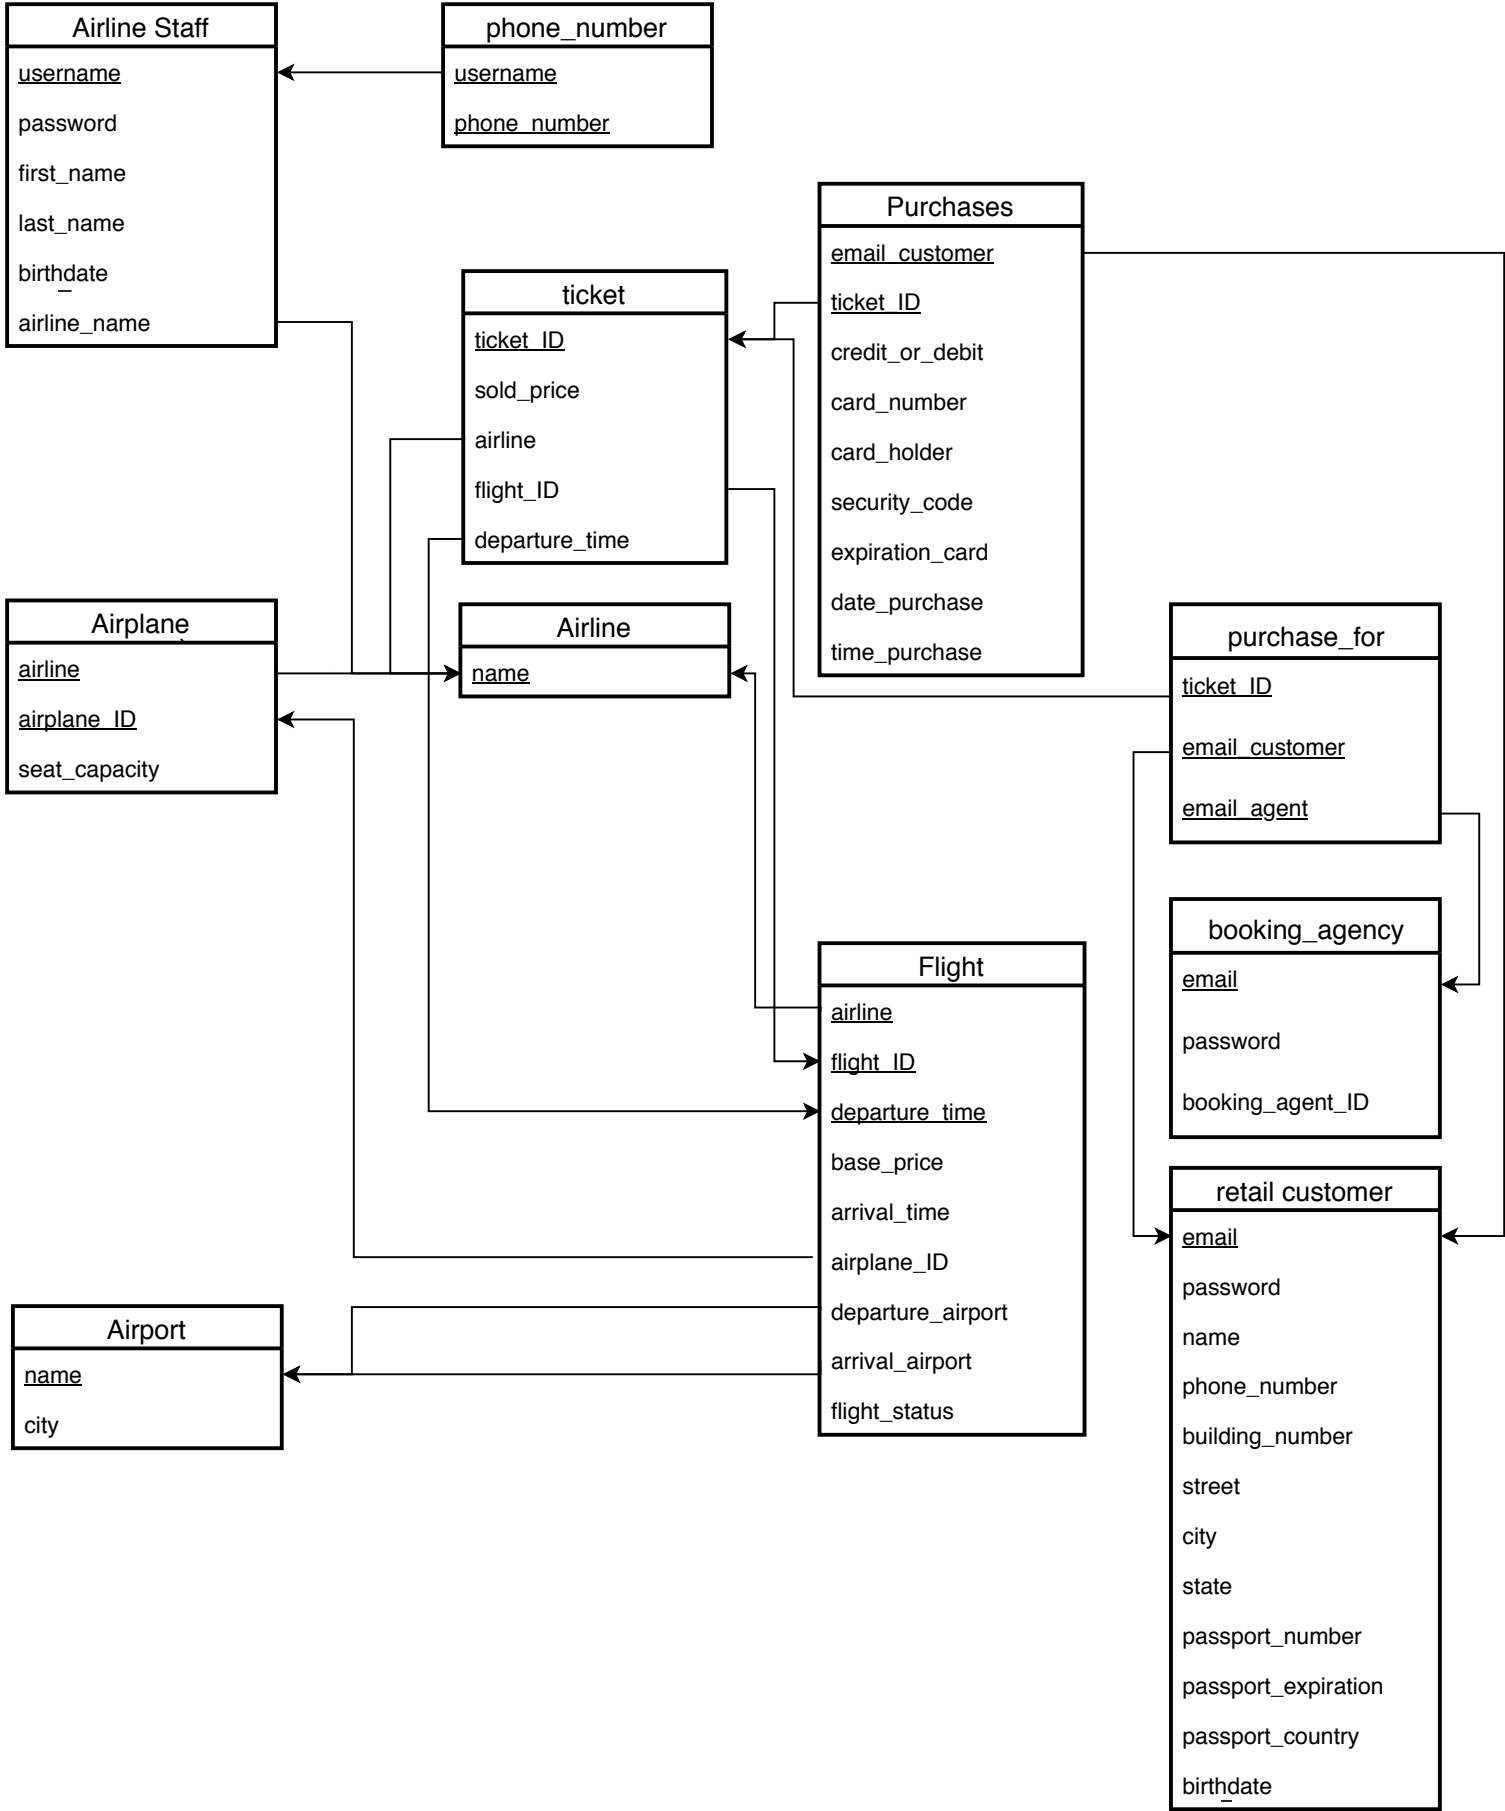 Airline Staff
username
password
first_name
last_name
birthdate
airline_name
phone_number
username
phone_number
Purchases
email_customer
ticket_ID
credit_or_debit
card_number
card_holder
security_code
expiration_card
date_purchase
time_purchase
ticket
ticket_ID
sold_price
airline
flight_ID
departure_time
Airplane
airline
airplane_ID
seat_capacity
Airline
name
purchase_for
ticket_ID
email_customer
email_agent
booking_agency
email
password
booking_agent_ID
Flight
airline
flight_ID
departure_time
base_price
arrival_time
airplane_ID
departure_airport
arrival_airport
flight_status
Airport
name
city
retail customer
email
password
name
phone_number
building_number
street
city
state
passport_number
passport_expiration
passport_country
birthdate